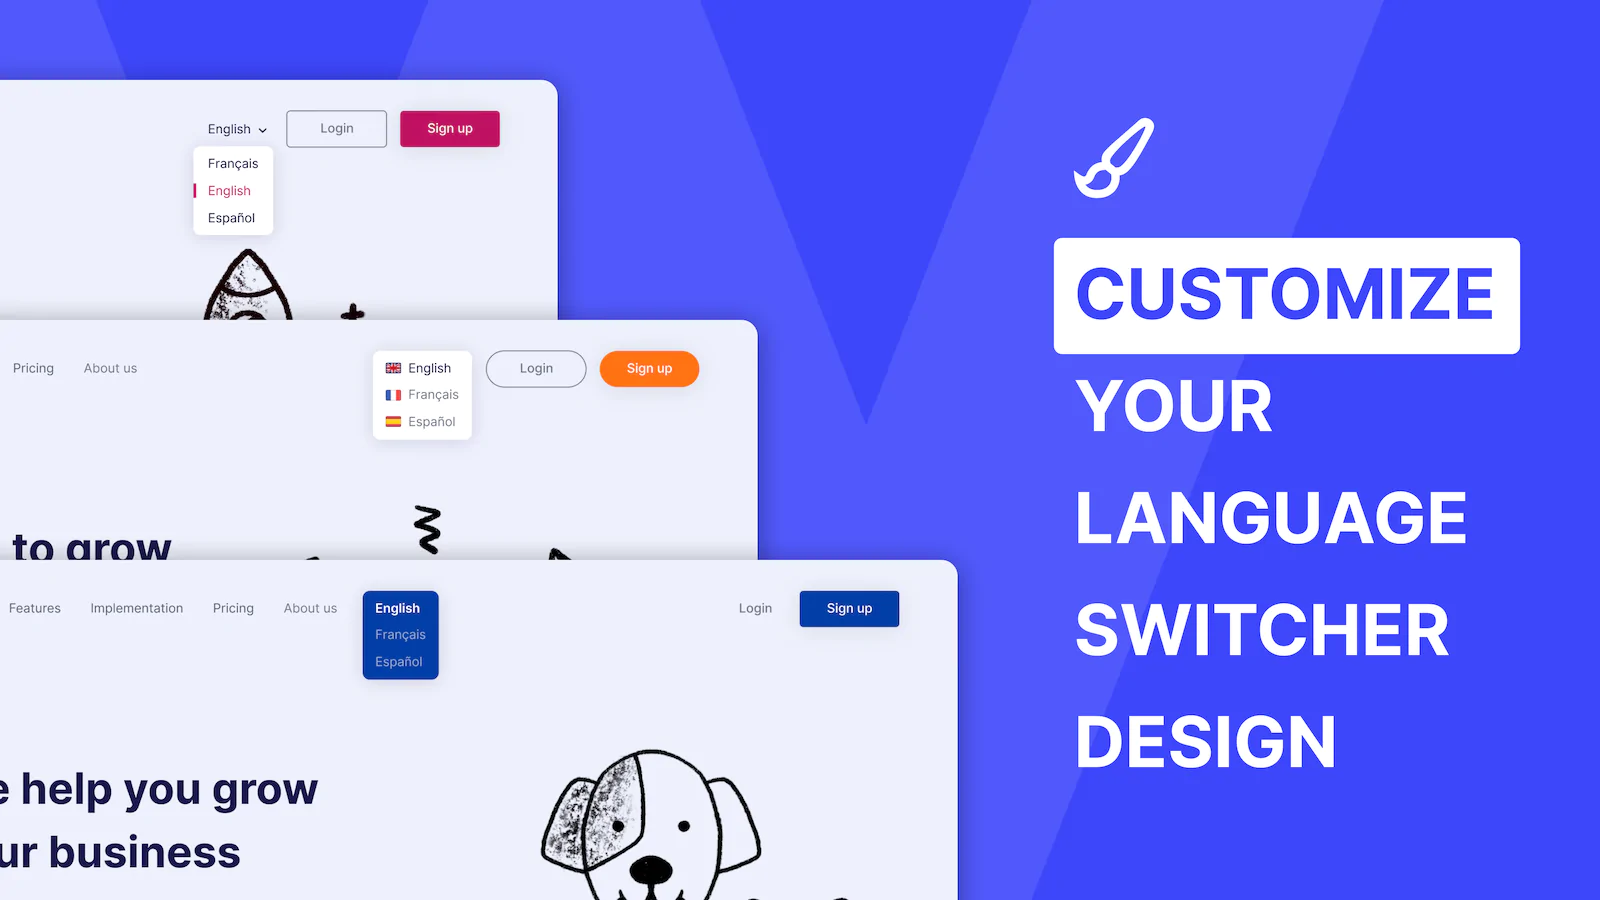 English
Login
Sign up
Français
English
Español
Pricing
About us
English
Login
Sign up
Français
Español
to grow
Features
Implementation
Pricing
About us
English
Login
Sign up
Français
Español
help you grow
business
CUSTOMIZE
YOUR
LANGUAGE
SWITCHER
DESIGN